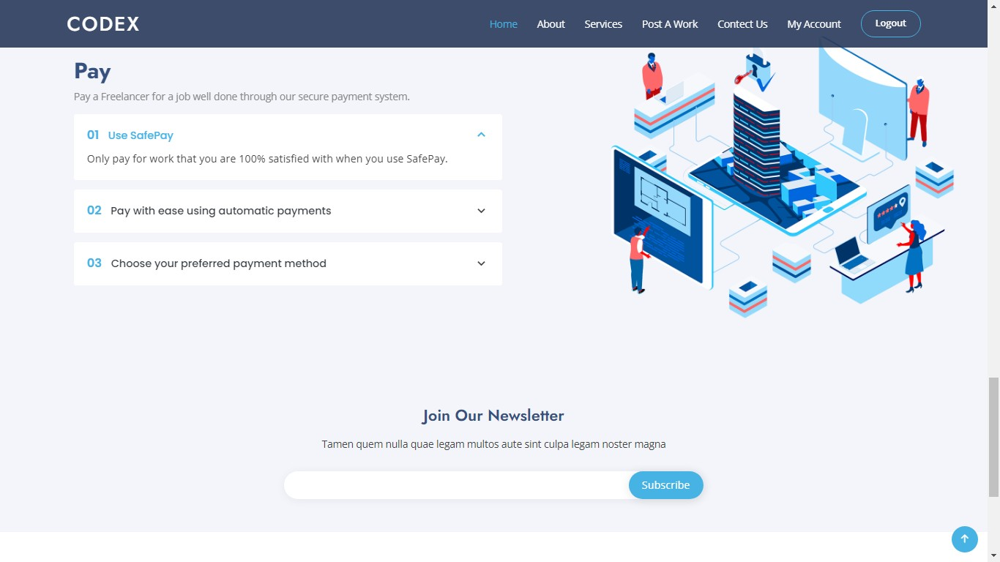 CODEX
Home About Services Post A Work Contect Us My Account Logout
Pay
Pay a Freelancer for a job well done through our secure payment system.
01 Use SafePay
Only pay for work that you are 100% satisfied with when you use SafePay.
02 Pay with ease using automatic payments
03 Choose your preferred payment method
Join Our Newsletter
Tamen quem nulla quae legam multos aute sint culpa legam noster magna
Subscribe